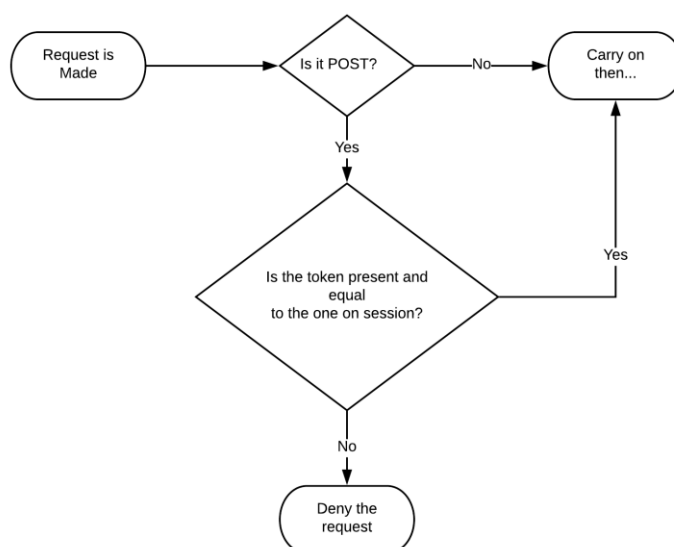 Request is
Made
Is it POST?
No
Carry on
then...
Yes
Is the token present and
equal
to the one on session?
Yes
No
Deny the
request